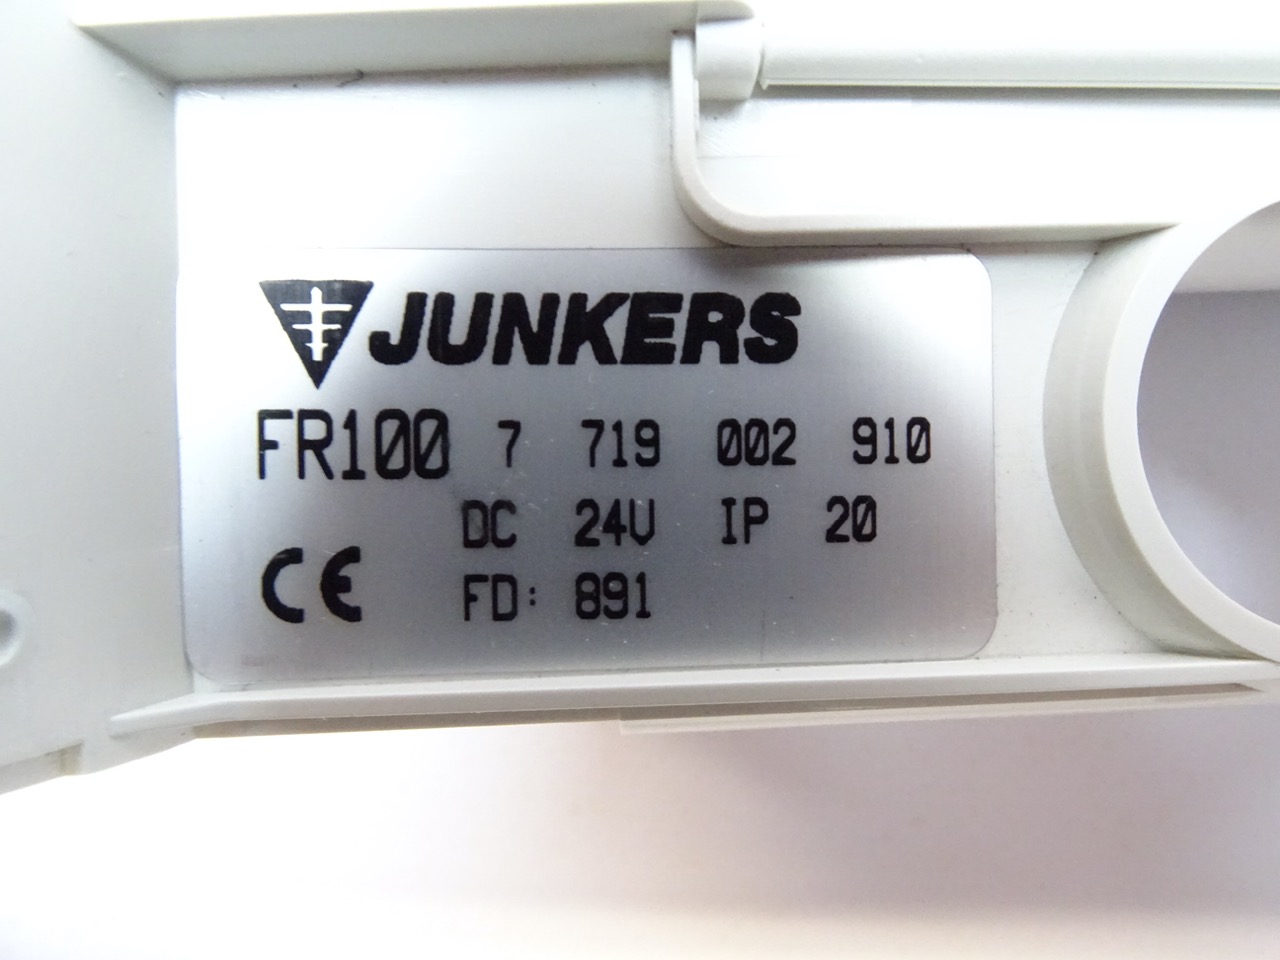 JUNKERS
FR100 7 719 002 910
DC 24V IP 20
CE FD: 891